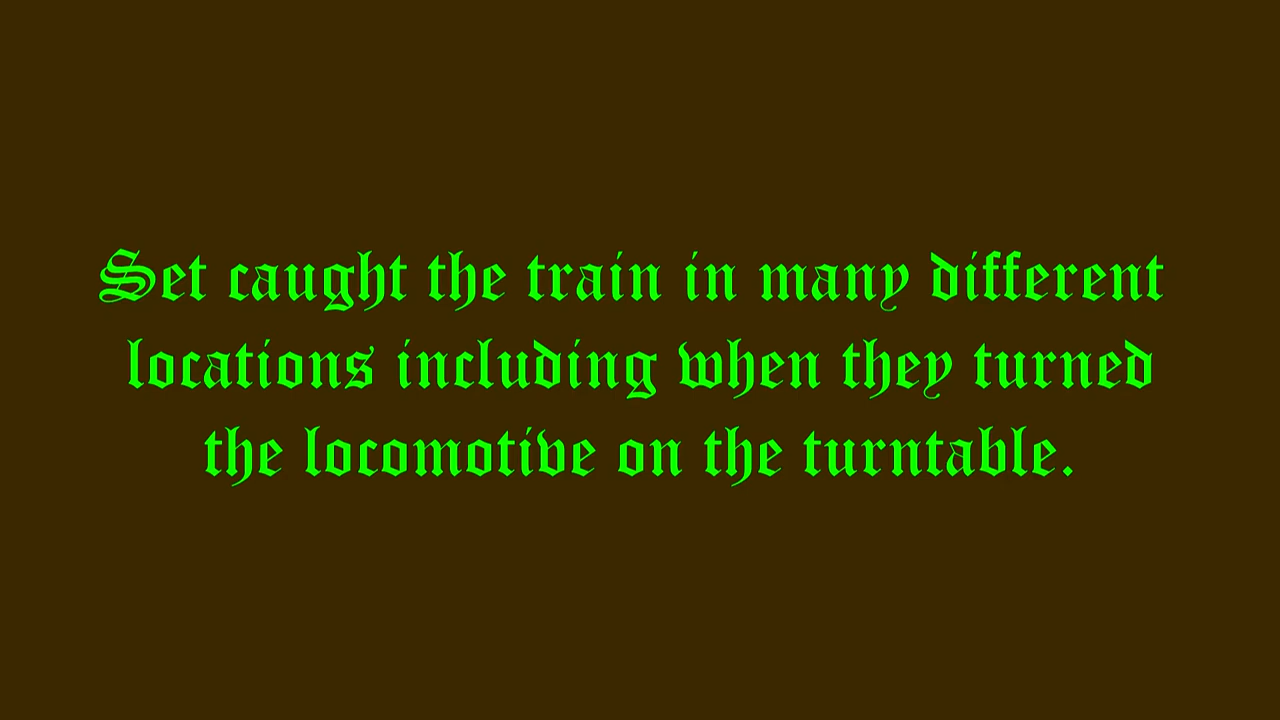 Set caught the train in many different
locations including when they turned
the locomotive on the turntable.